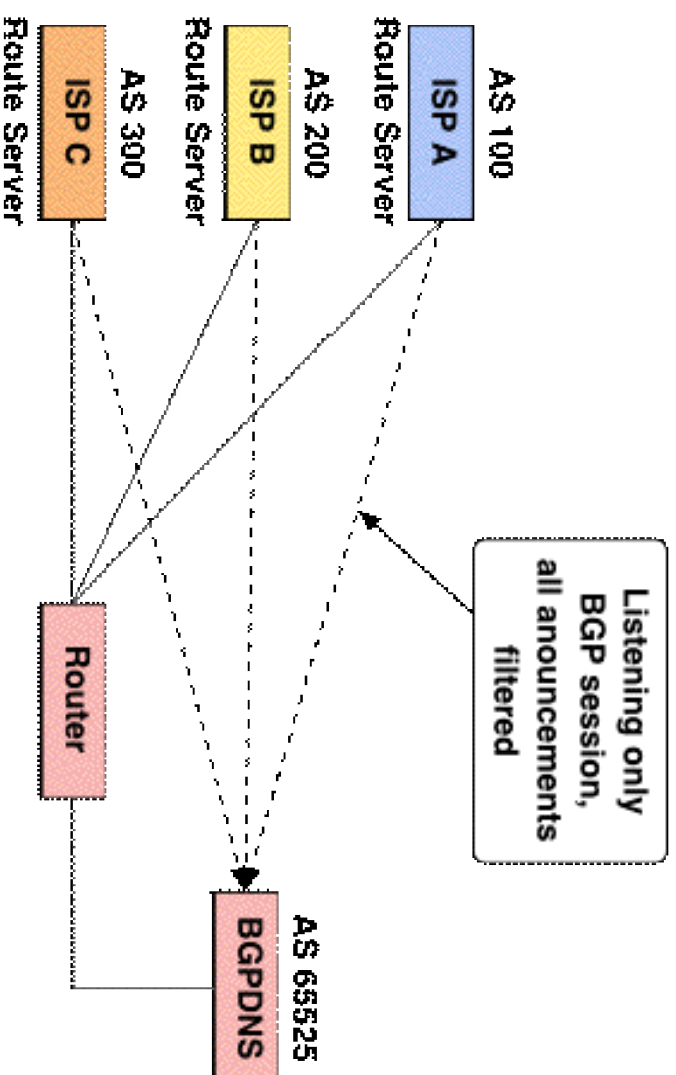 Listening only
BGP session,
all anouncements
filtered
AS 100
ISP A
Route Server
AS 200
ISP B
Route Server
AS 65525
BGPDNS
AS 300
ISP C
Route Server
Router